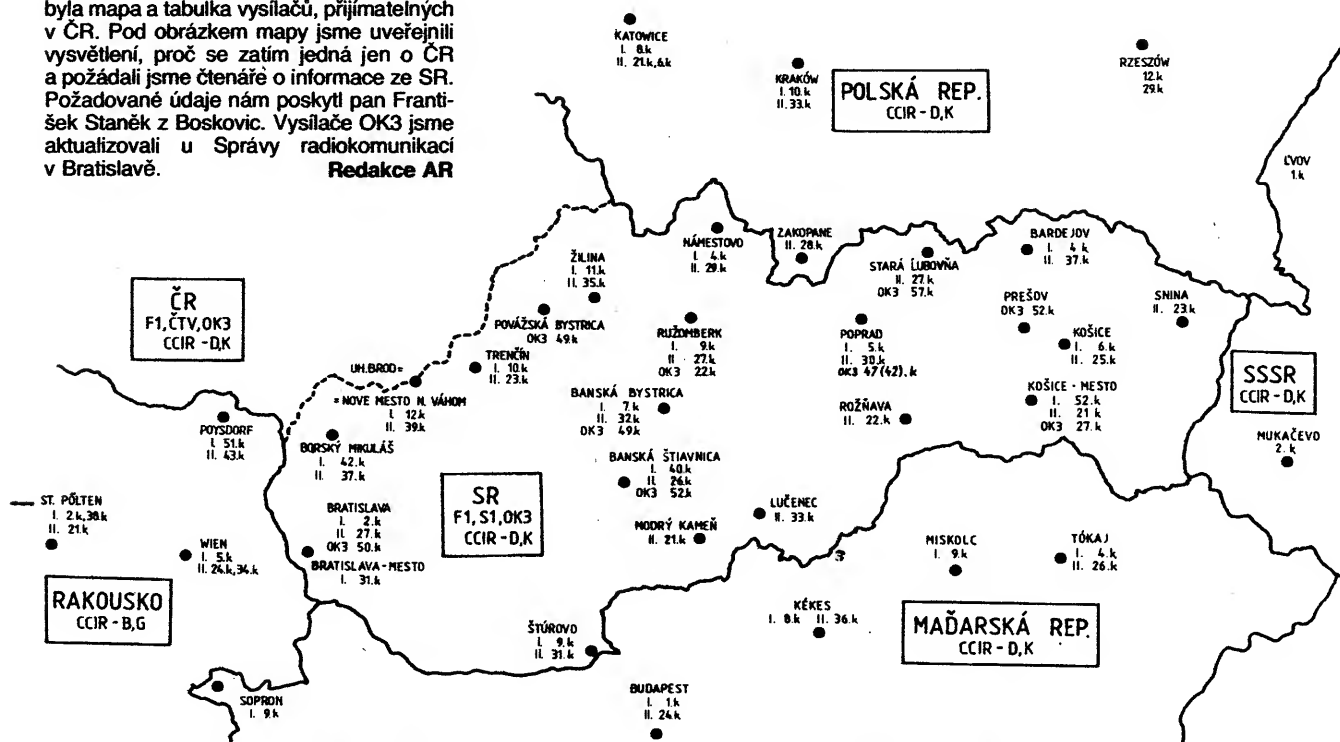 byla mapa a tabulka vysílačů, přijímatelných
v ČR. Pod obrázkem mapy jsme uveřejnili
vysvětlení, proč se zatím jedná jen o ČR
a požádali jsme čtenáře o informace ze SR.
Požadované údaje nám poskytl pan Franti-
šek Staněk z Boskovic. Vysílače OK3 jsme
aktualizovali u Správy radiokomunikací
v Bratislavě. Redakce AR
KATOWICE
I. 8.k
II. 21.k,6.k
KRAKÓW
I. 10.k
II. 33.k
POLSKÁ REP.
CCIR - D,K
RZESZÓW
12.k
29.k
ĽVOV
1.k
ČR
F1,ČTV,OK3
CCIR - D,K
ŽILINA
I. 11.k
II. 35.k
NÁMESTOVO
I. 4.k
II. 29.k
ZAKOPANE
II. 28.k
STARÁ ĽUBOVŇA
II. 27.k
OK3 57.k
BARDEJOV
I. 4 k
II. 37.k
PREŠOV
OK3 52.k
SNINA
II. 23.k
POVÁŽSKÁ BYSTRICA
OK3 49.k
RUŽOMBERK
I. 9.k
II 27.k
OK3 22.k
POPRAD
I. 5.k
II. 30.k
OK3 47(42).k
KOŠICE
I. 6.k
II. 25.k
TRENČÍN
I. 10.k
II. 23.k
UH.BROD=
=NOVE MESTO N. VÁHOM
I. 12.k
II. 39.k
BANSKÁ BYSTRICA
I. 7.k
II. 32.k
OK3 49.k
ROŽŇAVA
II. 22.k
KOŠICE - MESTO
I. 52.k
II. 21 k
OK3 27.k
SSSR
CCIR - D,K
MUKAČEVO
2. k
POYSDORF
I. 51.k
II. 43.k
BORSKÝ MIKULÁŠ
I. 42.k
II. 37.k
BANSKÁ ŠTIAVNICA
I. 40.k
II. 26.k
OK3 52.k
SR
F1, S1,OK3
CCIR - D,K
LUČENEC
II. 33.k
ST. PÖLTEN
I. 2.k,30.k
II. 21.k
BRATISLAVA
I. 2.k
II. 27.k
OK3 50.k
BRATISLAVA-MESTO
I. 31.k
WIEN
I. 5.k
II. 24.k,34.k
MODRÝ KAMEŇ
II. 21.k
MISKOLC
I. 9.k
TÓKAJ
I. 4.k
II. 26.k
RAKOUSKO
CCIR - B,G
KÉKES
I. 8.k II. 36.k
MAĎARSKÁ REP.
CCIR - D,K
ŠTÚROVO
I. 9.k
II. 31.k
SOPRON
I. 9.k
BUDAPEST
I. 1.k
II. 24.k